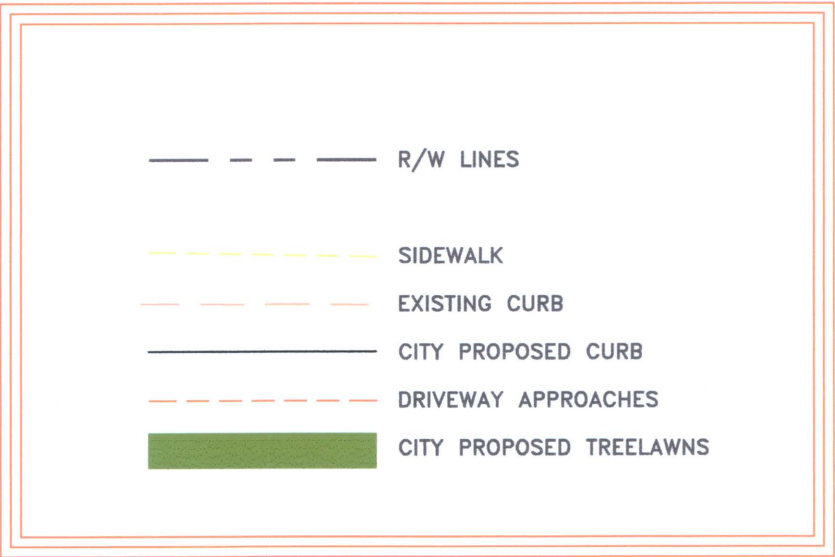 R/W LINES
SIDEWALK
EXISTING CURB
CITY PROPOSED CURB
DRIVEWAY APPROACHES
CITY PROPOSED TREELAWNS